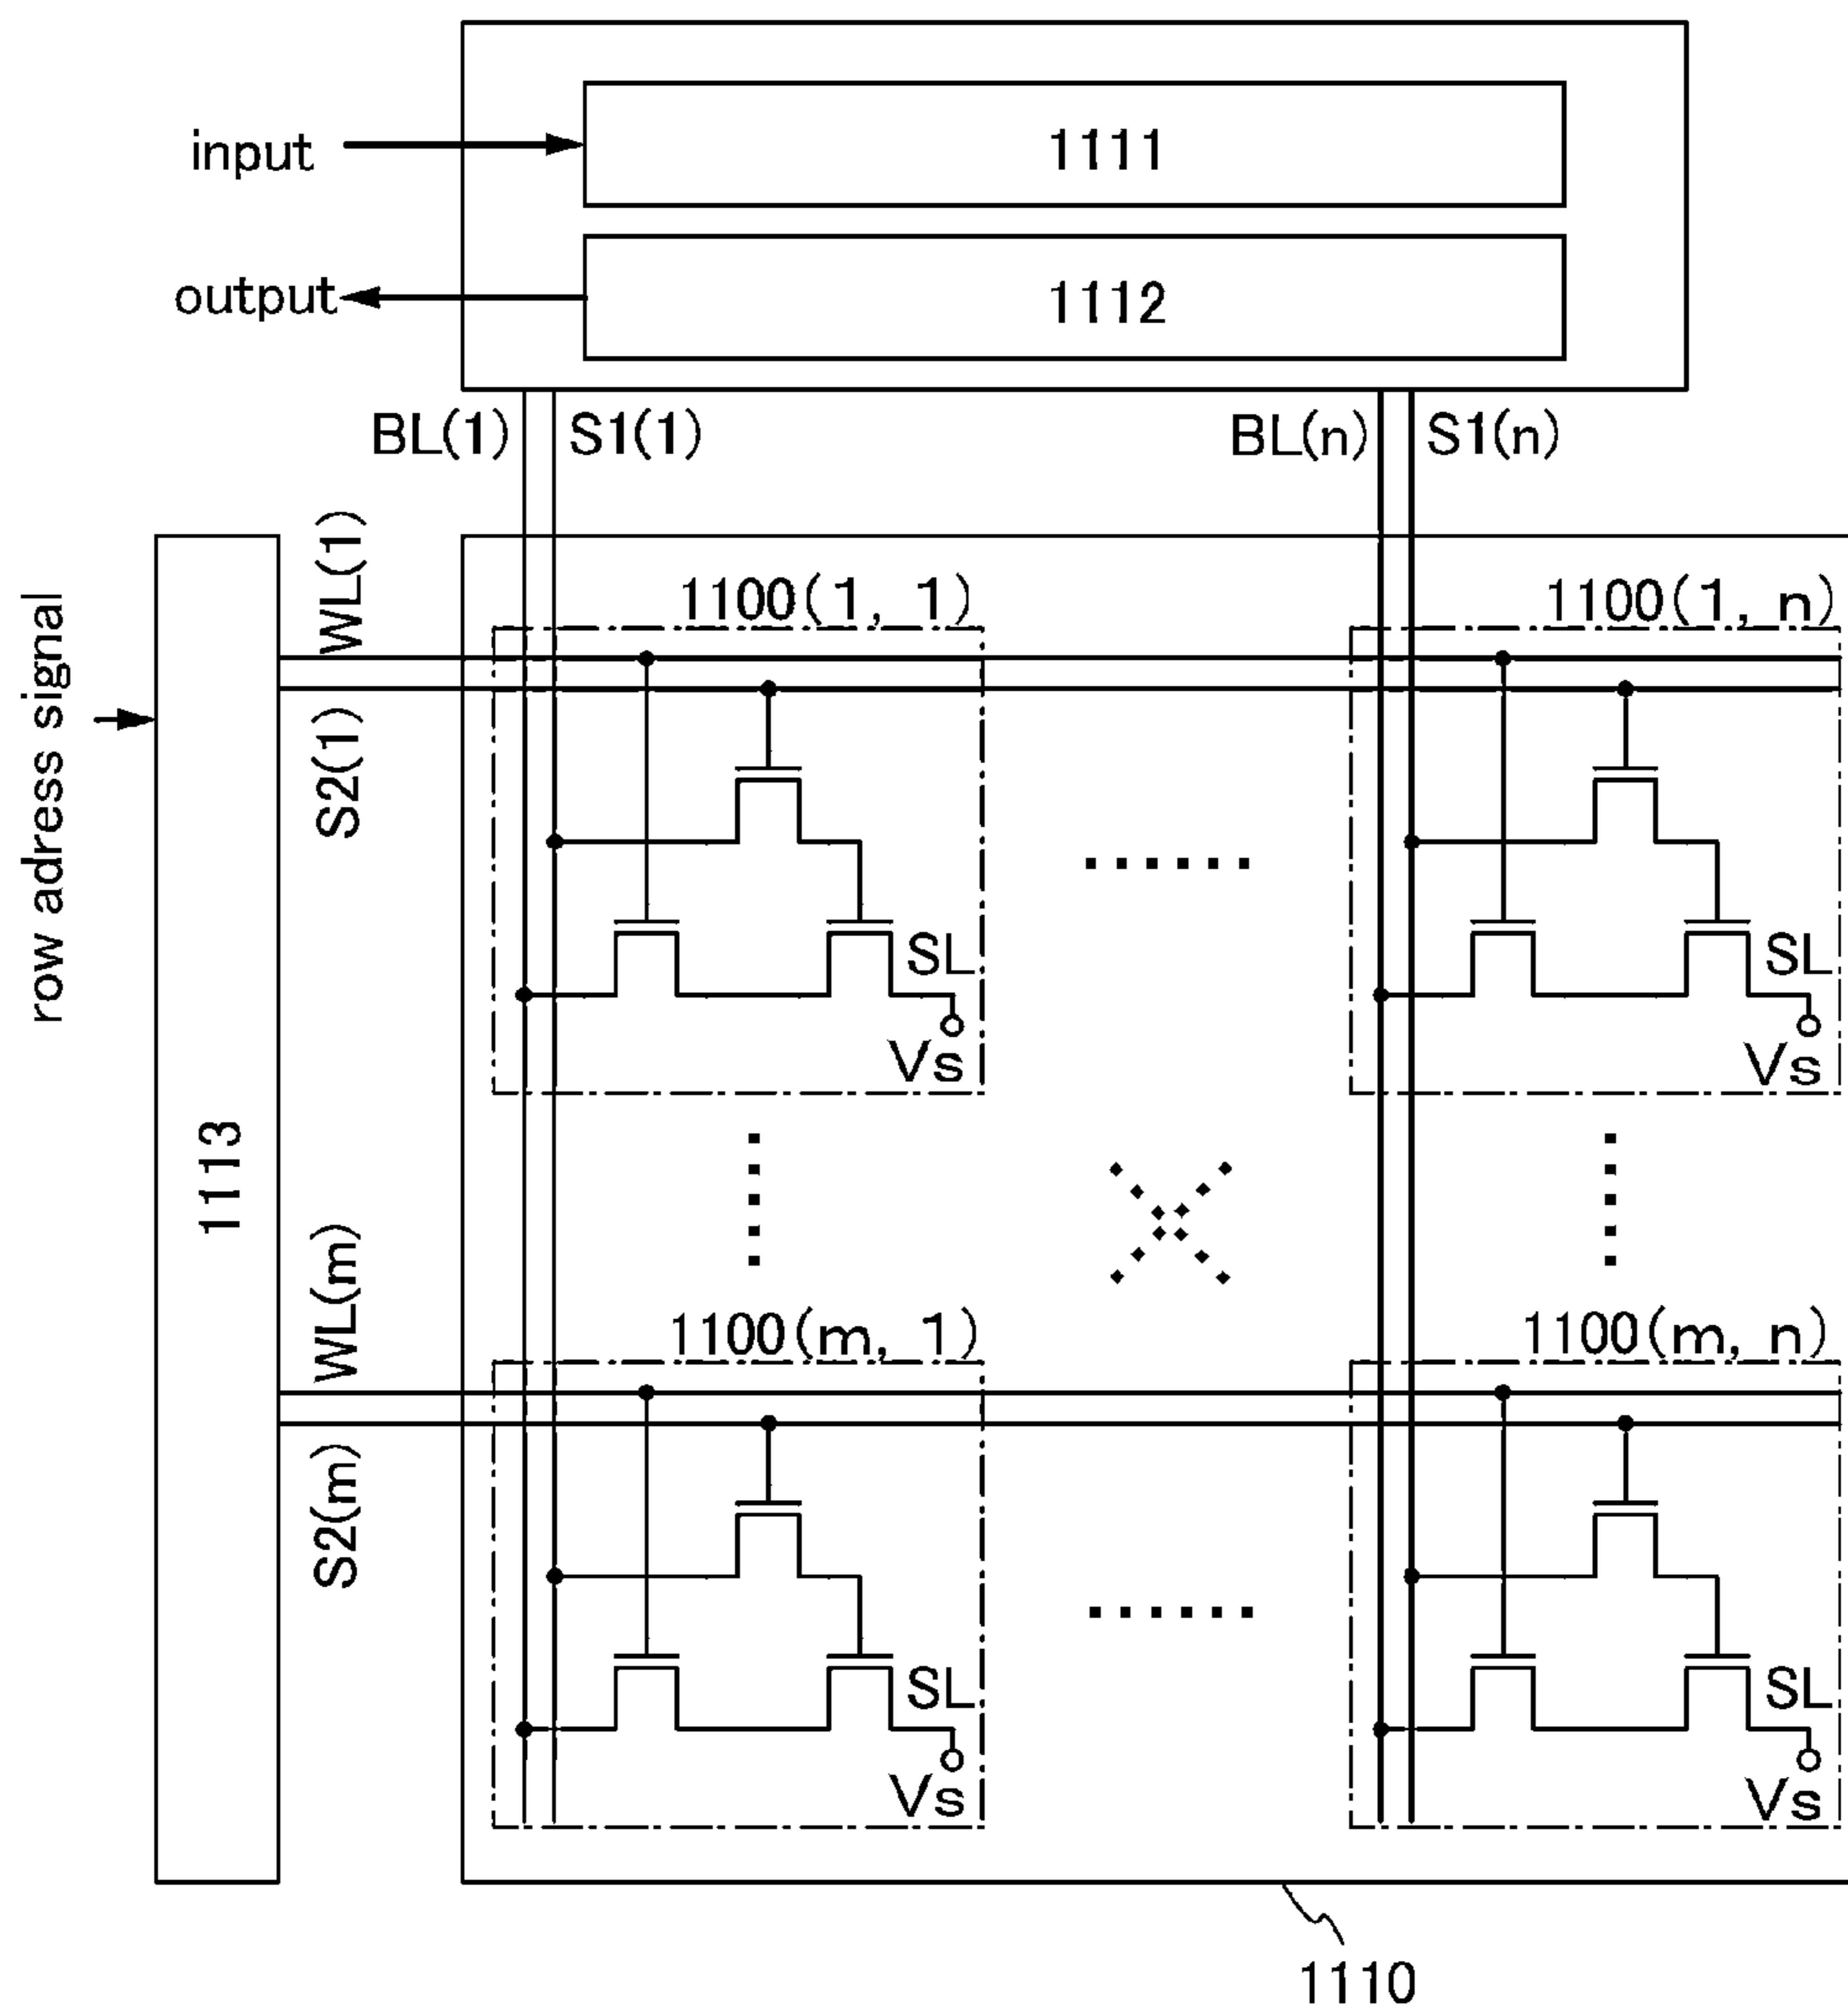 input
1111
output
1112
BL(1)
S1(1)
BL(n)
S1(n)
row adress signal
WL(1)
S2(1)
1100(1, 1)
1100(1, n)
SL
Vs
SL
Vs
1113
WL(m)
S2(m)
1100(m, 1)
1100(m, n)
SL
Vs
SL
Vs
1110